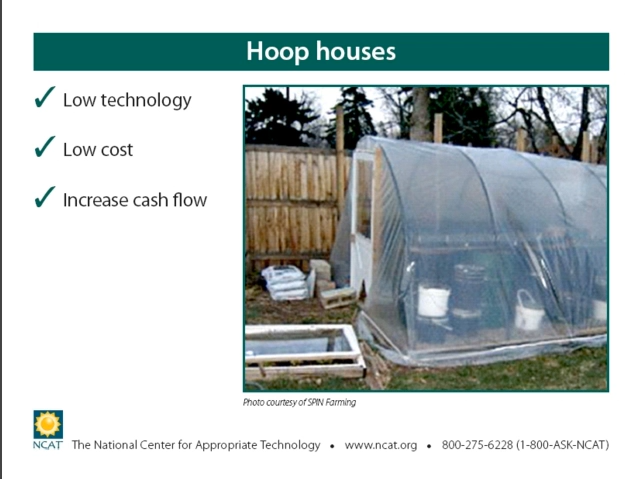 Hoop houses
✓ Low technology
✓ Low cost
✓ Increase cash flow
Photo courtesy of SPIN Farming
NCAT
The National Center for Appropriate Technology • www.ncat.org • 800-275-6228 (1-800-ASK-NCAT)